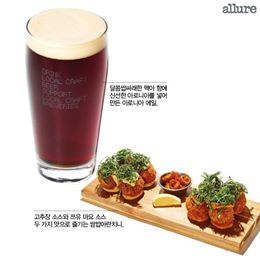 allure
DRINK
LOCAL CRAFT
BEER
SUPPORT
LOCAL CRAFT
BREWERIES
달콤쌉싸래한 맥아 향에
신선한 아로니아를 넣어
만든 아로니아 에일.
고추장 소스와 쯔유 마요 소스
두 가지 맛으로 즐기는 쌈밥아란치니.